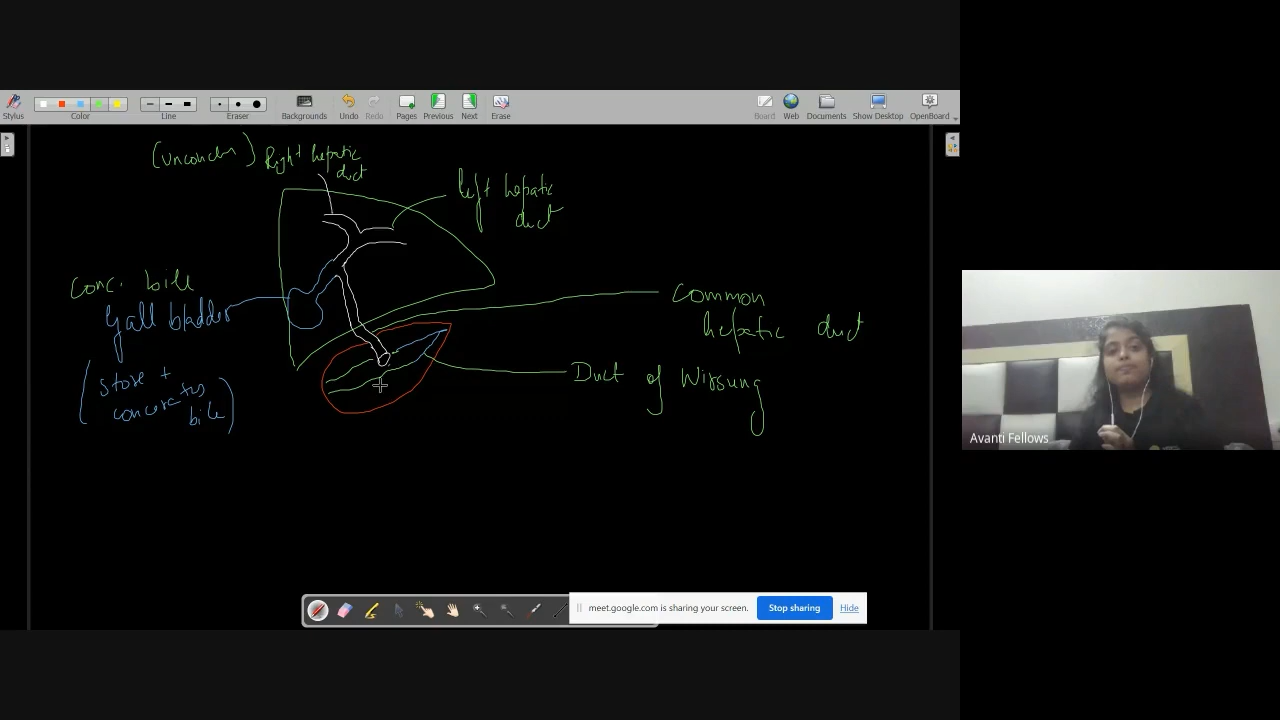 Stylus
Color
Line
Eraser
Backgrounds
Undo
Redo
Pages
Previous
Next
Erase
Board
Web
Documents
Show Desktop
OpenBoard
Right hepatic
duct
left hepatic
duct
conc. bile
Gall bladder
(store +
bile)
Common
hepatic duct
Duct of Wirsung
Avanti Fellows
meet.google.com is sharing your screen.
Stop sharing
Hide